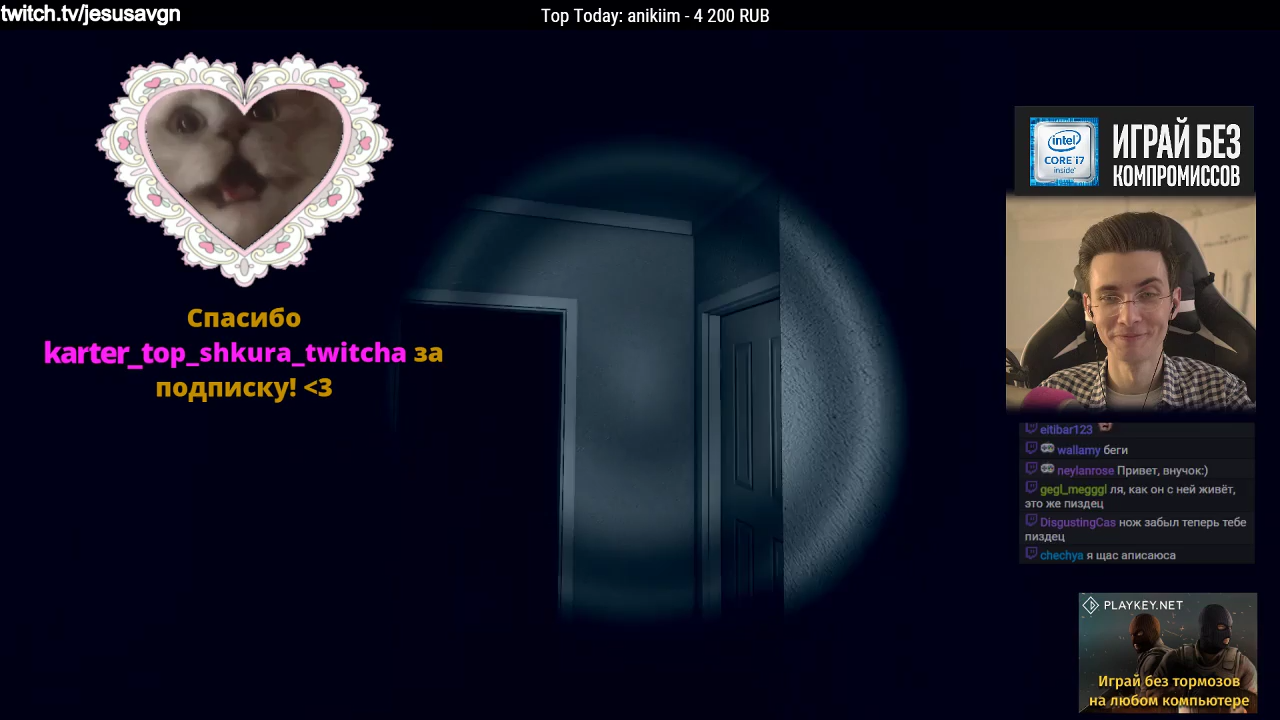 twitch.tv/jesusavgn
Top Today: anikiim - 4 200 RUB
intel
CORE i7
inside
ИГРАЙ БЕЗ
КОМПРОМИССОВ
Спасибо
karter_top_shkura_twitcha за
подписку! <3
eitibar123
wallamy беги
neylanrose Привет, внучок:)
gegl_megggl ля, как он с ней живёт,
это же пиздец
DisgustingCas нож забыл теперь тебе
пиздец
chechya я щас аписаюса
PLAYKEY.NET
Играй без тормозов
на любом компьютере